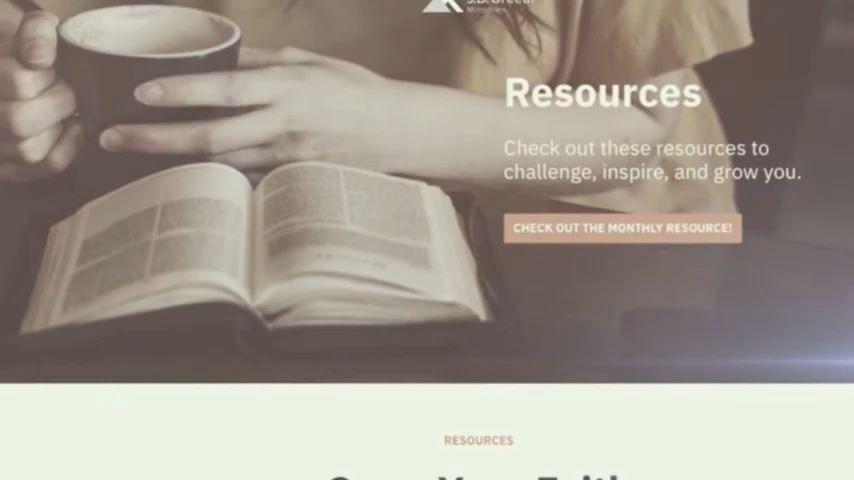 Resources
Check out these resources to
challenge, inspire, and grow you.
CHECK OUT THE MONTHLY RESOURCE!
RESOURCES